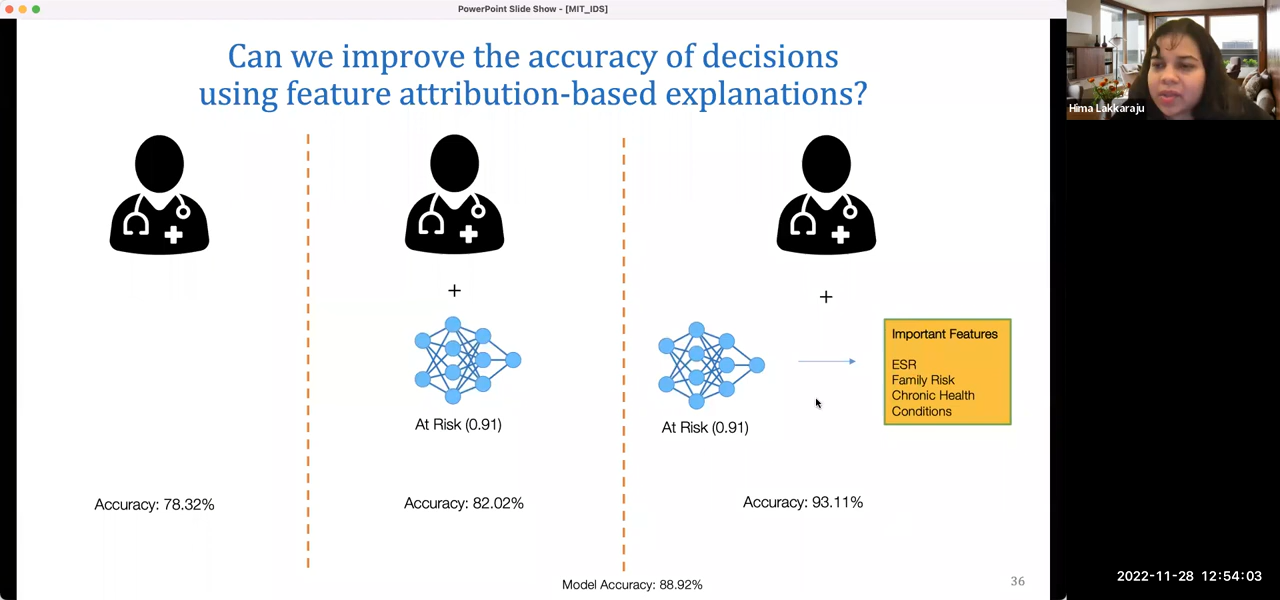 PowerPoint Slide Show - [MIT_IDS]
Can we improve the accuracy of decisions
using feature attribution-based explanations?
Hima Lakkaraju
+
+
Important Features
ESR
Family Risk
Chronic Health
Conditions
At Risk (0.91)
At Risk (0.91)
Accuracy: 78.32%
Accuracy: 82.02%
Accuracy: 93.11%
Model Accuracy: 88.92%
36
2022-11-28 12:54:03